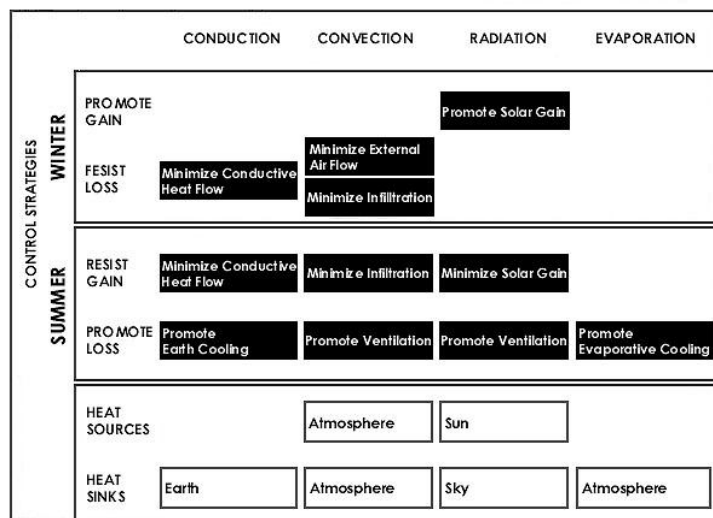 CONDUCTION CONVECTION RADIATION EVAPORATION
CONTROL STRATEGIES
WINTER
PROMOTE
GAIN
Promote Solar Gain
FESIST
LOSS
Minimize Conductive
Heat Flow
Minimize External
Air Flow
Minimize Infilltration
SUMMER
RESIST
GAIN
Minimize Conductive
Heat Flow
Minimize Infiltration
Minimize Solar Gain
PROMOTE
LOSS
Promote
Earth Cooling
Promote Ventilation
Promote Ventilation
Promote
Evaporative Cooling
HEAT
SOURCES
Atmosphere
Sun
HEAT
SINKS
Earth
Atmosphere
Sky
Atmosphere